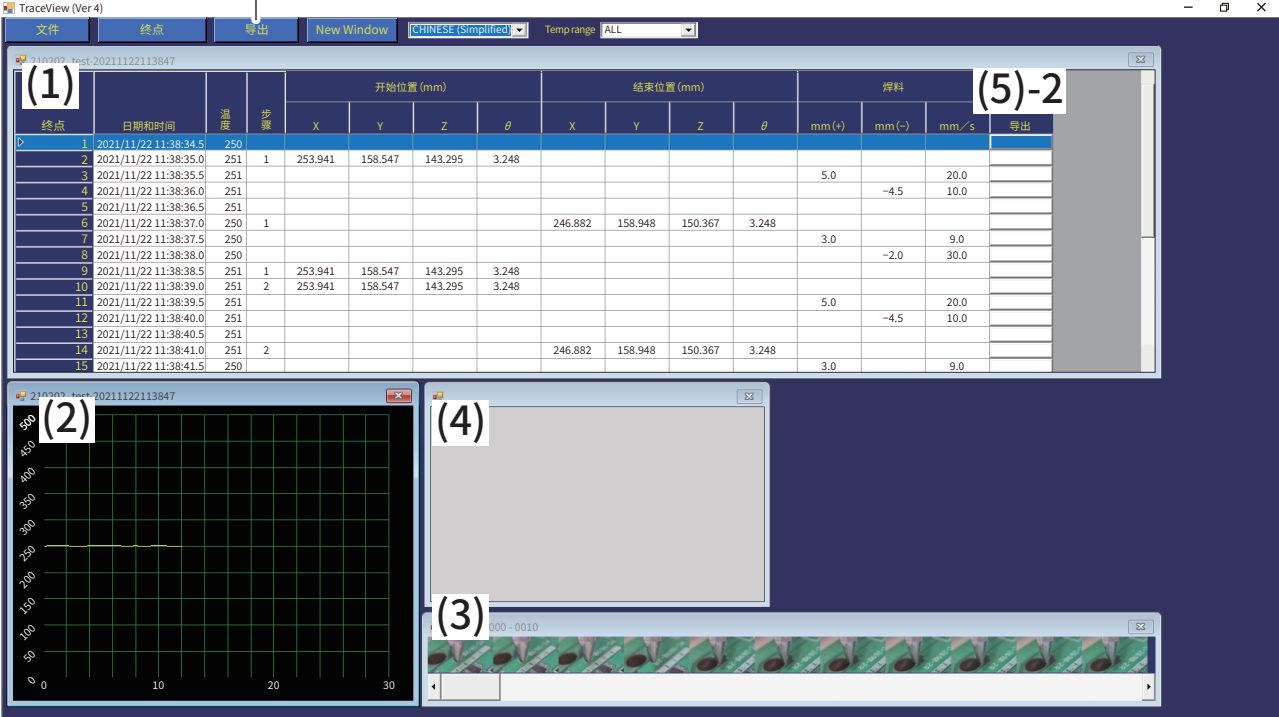 TraceView (Ver 4)
文件 终点 导出 New Window CHINESE (Simplified) Temp range ALL
210202_test-20211122113847
(1) (5)-2
开始位置(mm) 结束位置(mm) 焊料
终点 日期和时间 温度 步骤 X Y Z θ X Y Z θ mm(+) mm(−) mm/s 导出
1 2021/11/22 11:38:34.5 250
2 2021/11/22 11:38:35.0 251 1 253.941 158.547 143.295 3.248
3 2021/11/22 11:38:35.5 251 5.0 20.0
4 2021/11/22 11:38:36.0 251 −4.5 10.0
5 2021/11/22 11:38:36.5 251
6 2021/11/22 11:38:37.0 250 1 246.882 158.948 150.367 3.248
7 2021/11/22 11:38:37.5 250 3.0 9.0
8 2021/11/22 11:38:38.0 250 −2.0 30.0
9 2021/11/22 11:38:38.5 251 1 253.941 158.547 143.295 3.248
10 2021/11/22 11:38:39.0 251 2 253.941 158.547 143.295 3.248
11 2021/11/22 11:38:39.5 251 5.0 20.0
12 2021/11/22 11:38:40.0 251 −4.5 10.0
13 2021/11/22 11:38:40.5 251
14 2021/11/22 11:38:41.0 251 2 246.882 158.948 150.367 3.248
15 2021/11/22 11:38:41.5 250 3.0 9.0
210202_test-20211122113847
(2)
500
450
400
350
300
250
200
150
100
50
0
0 10 20 30
(4)
(3)
000 - 0010